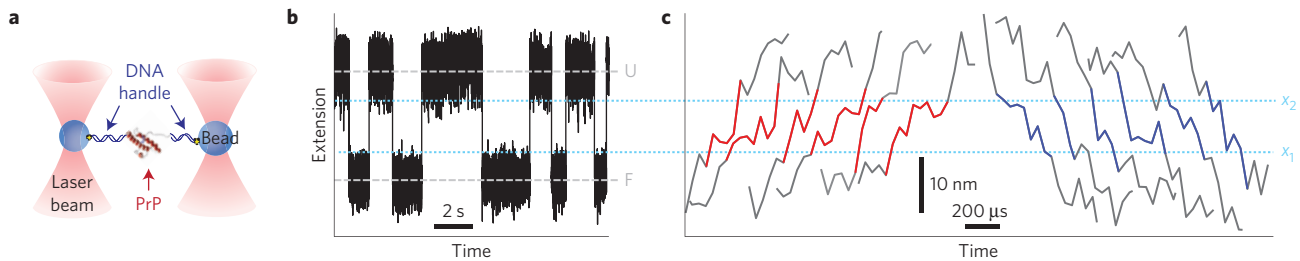 a
DNA
handle
Bead
Laser
beam
PrP
b
Extension
U
F
2 s
Time
c
x2
x1
10 nm
200 μs
Time